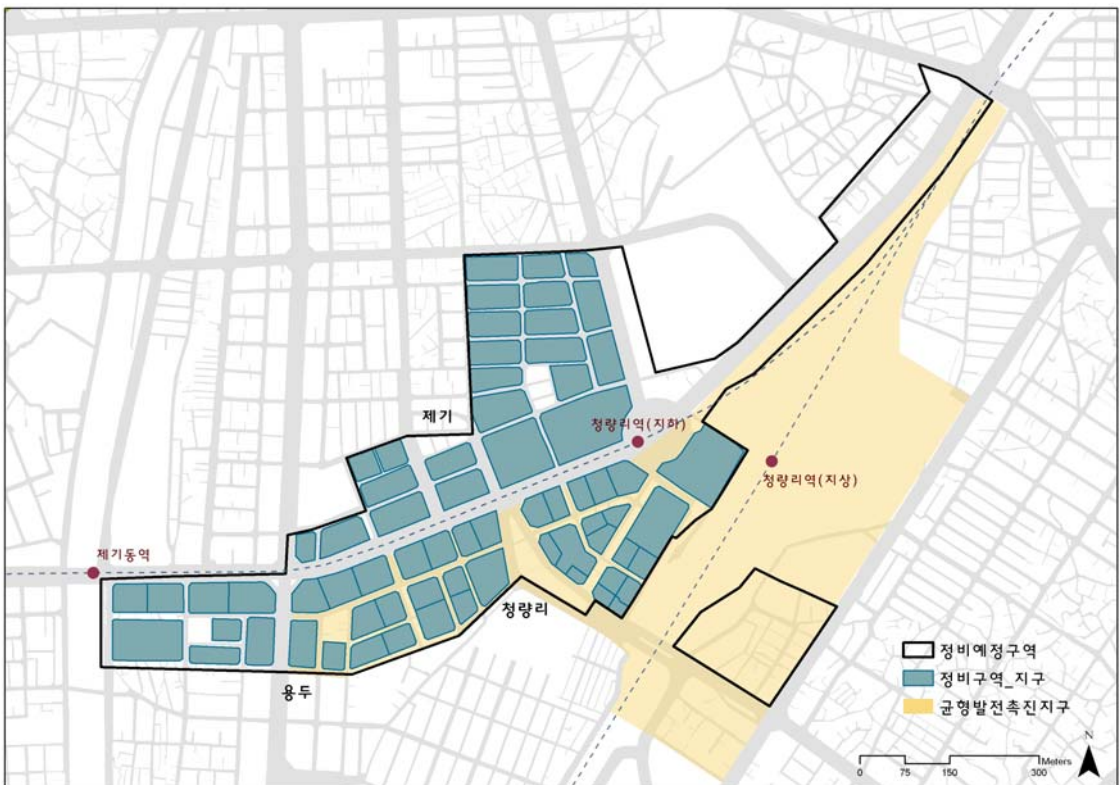 제기
청량리역(지하)
청량리역(지상)
제기동역
청량리
용두
정비예정구역
정비구역_지구
균형발전촉진지구
N
Meters
0 75 150 300